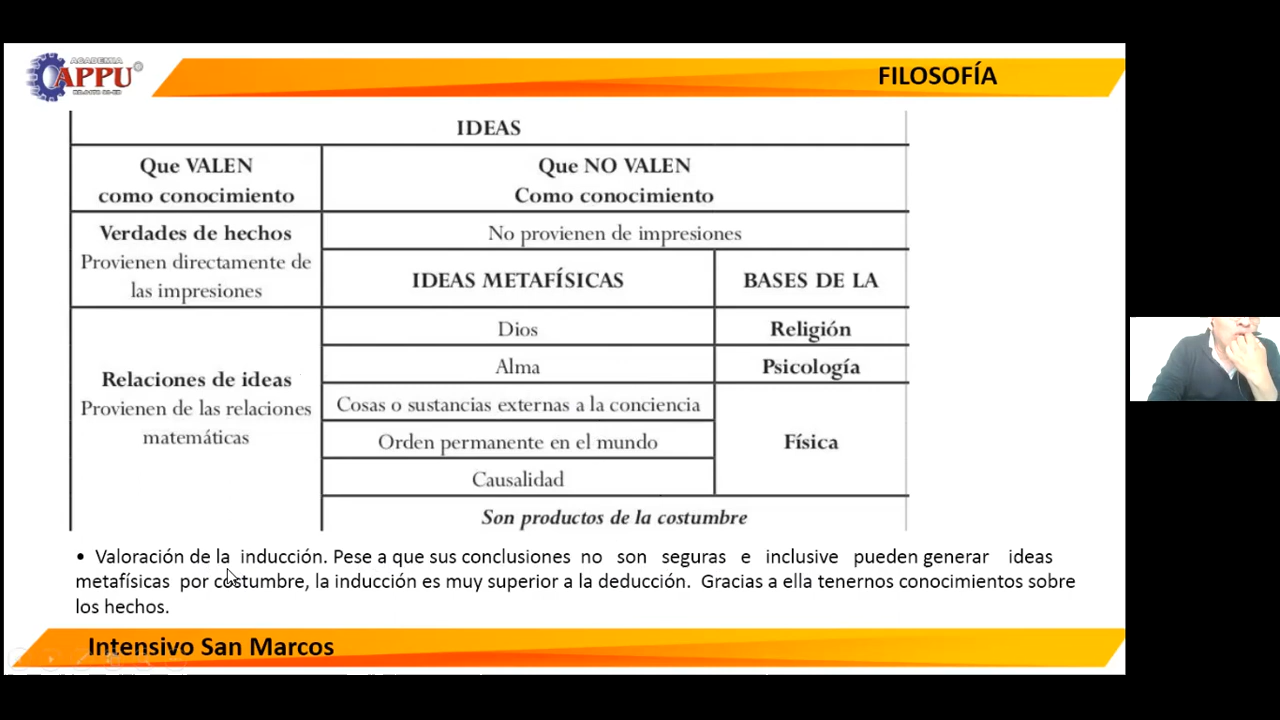 ACADEMIA
APPU
FILOSOFÍA
IDEAS
Que VALEN
como conocimiento
Que NO VALEN
Como conocimiento
Verdades de hechos
Provienen directamente de
las impresiones
No provienen de impresiones
IDEAS METAFÍSICAS
BASES DE LA
Dios
Religión
Alma
Psicología
Relaciones de ideas
Provienen de las relaciones
matemáticas
Cosas o sustancias externas a la conciencia
Orden permanente en el mundo
Causalidad
Física
Son productos de la costumbre
• Valoración de la inducción. Pese a que sus conclusiones no son seguras e inclusive pueden generar ideas
metafísicas por costumbre, la inducción es muy superior a la deducción. Gracias a ella tenernos conocimientos sobre
los hechos.
Intensivo San Marcos